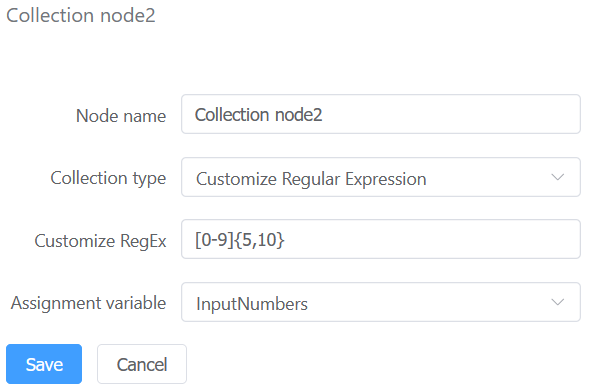 Collection node2
Node name Collection node2
Collection type Customize Regular Expression
Customize RegEx [0-9]{5,10}
Assignment variable InputNumbers
Save Cancel